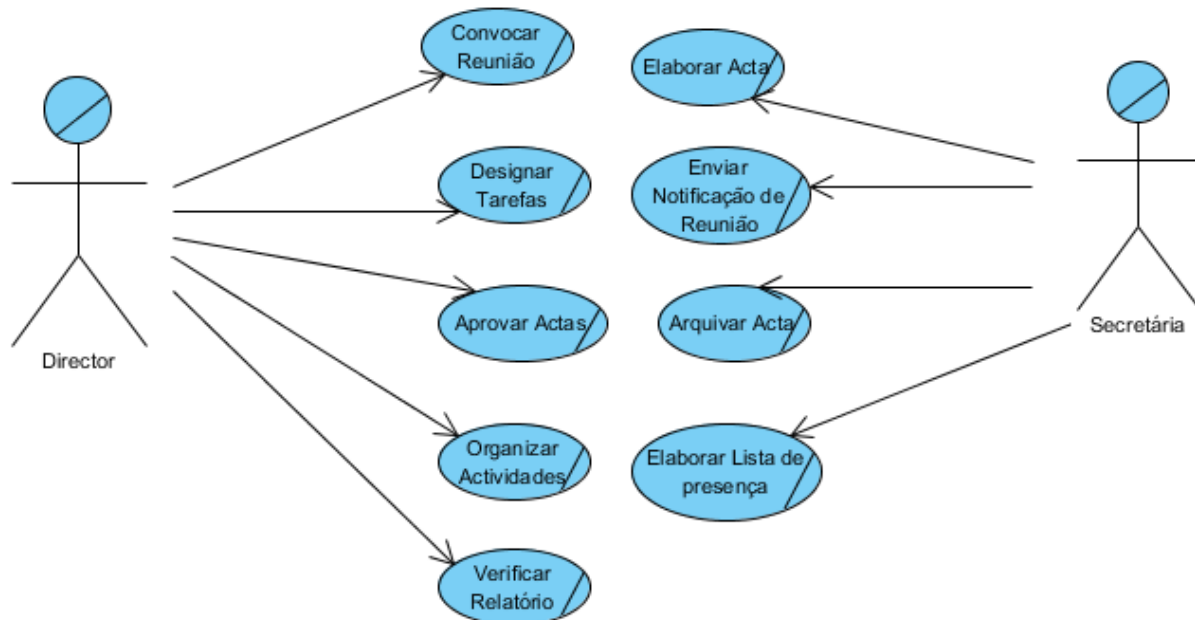 Convocar
Reunião
Elaborar Acta
Designar
Tarefas
Enviar
Notificação de
Reunião
Aprovar Actas
Arquivar Acta
Director
Secretária
Organizar
Actividades
Elaborar Lista de
presença
Verificar
Relatório